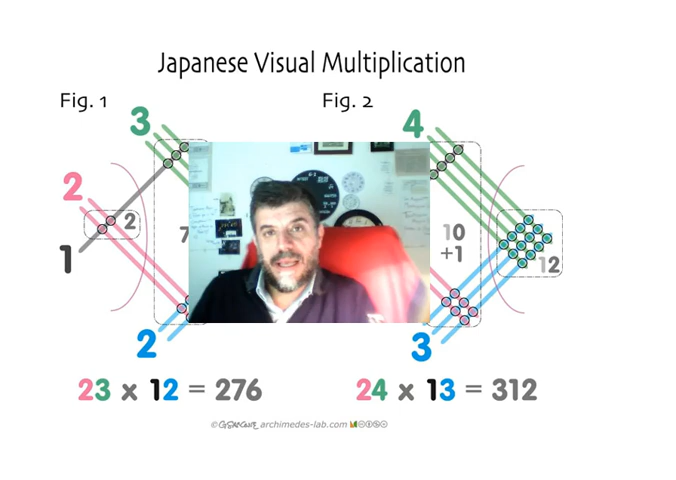 Japanese Visual Multiplication
Fig. 1
Fig. 2
3
4
2
2
1
7
10
+1
12
2
3
23 x 12 = 276
24 x 13 = 312
archimedes-lab.com